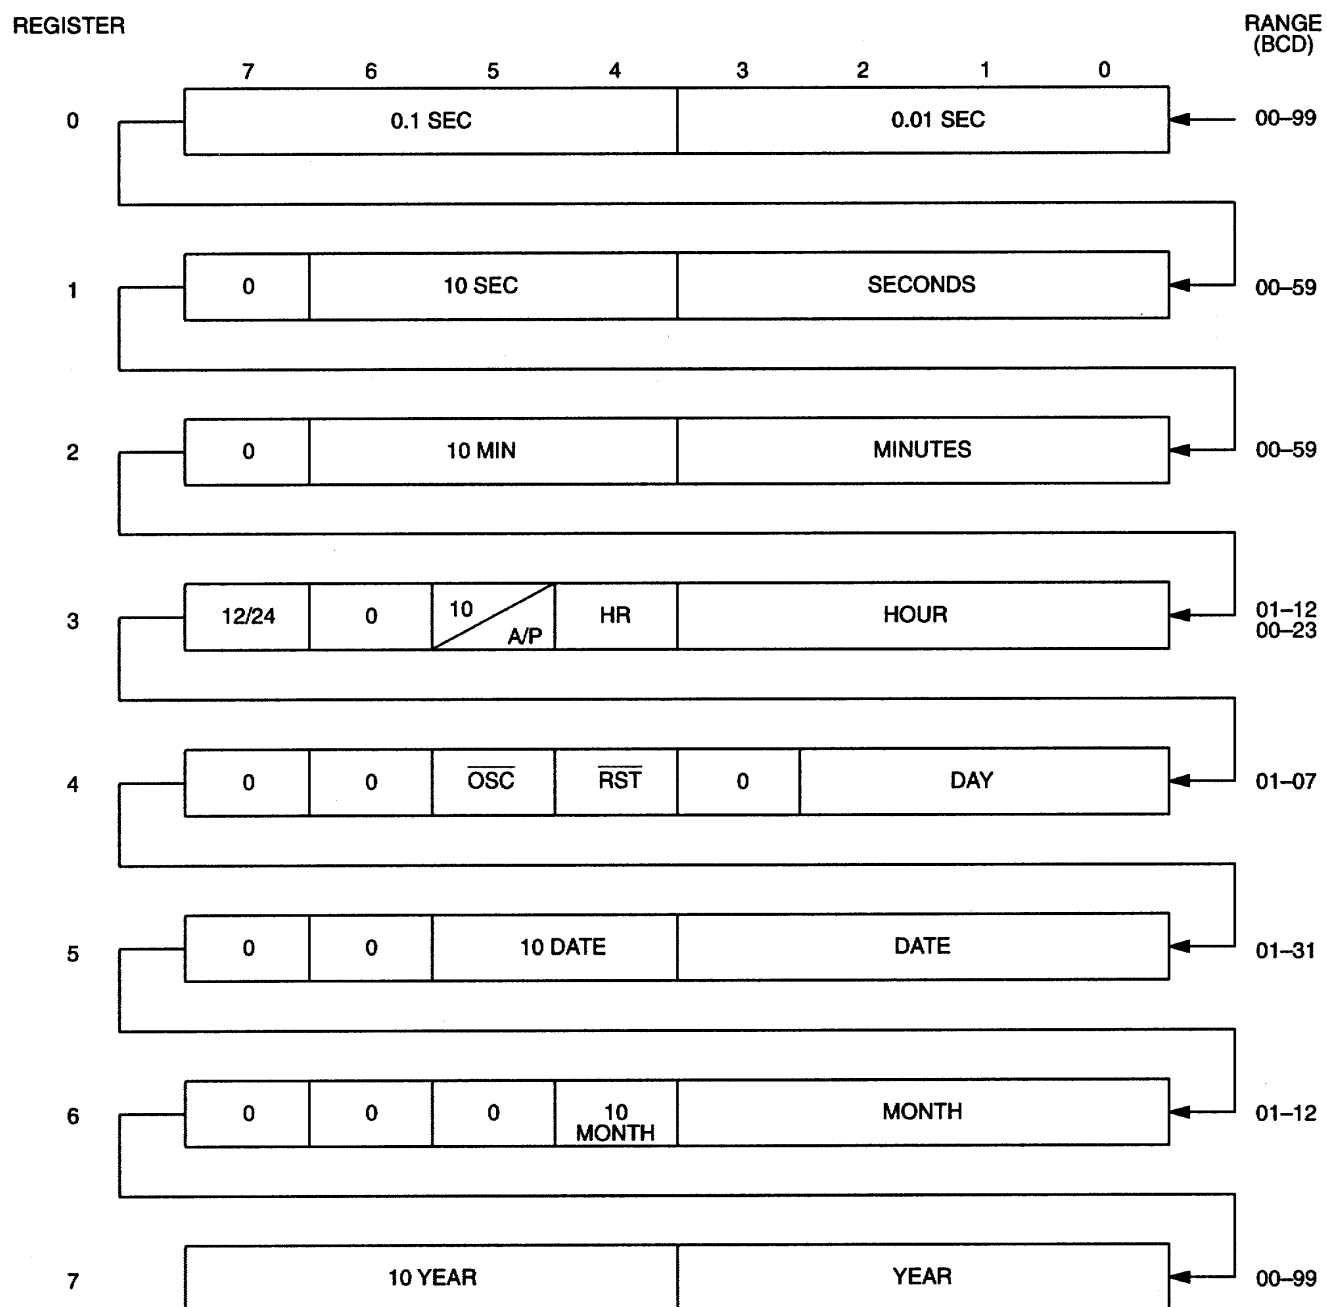 REGISTER
RANGE
(BCD)
7 6 5 4 3 2 1 0
0 0.1 SEC 0.01 SEC 00–99
1 0 10 SEC SECONDS 00–59
2 0 10 MIN MINUTES 00–59
3 12/24 0 10 A/P HR HOUR 01–12
00–23
4 0 0 OSC RST 0 DAY 01–07
5 0 0 10 DATE DATE 01–31
6 0 0 0 10 MONTH MONTH 01–12
7 10 YEAR YEAR 00–99